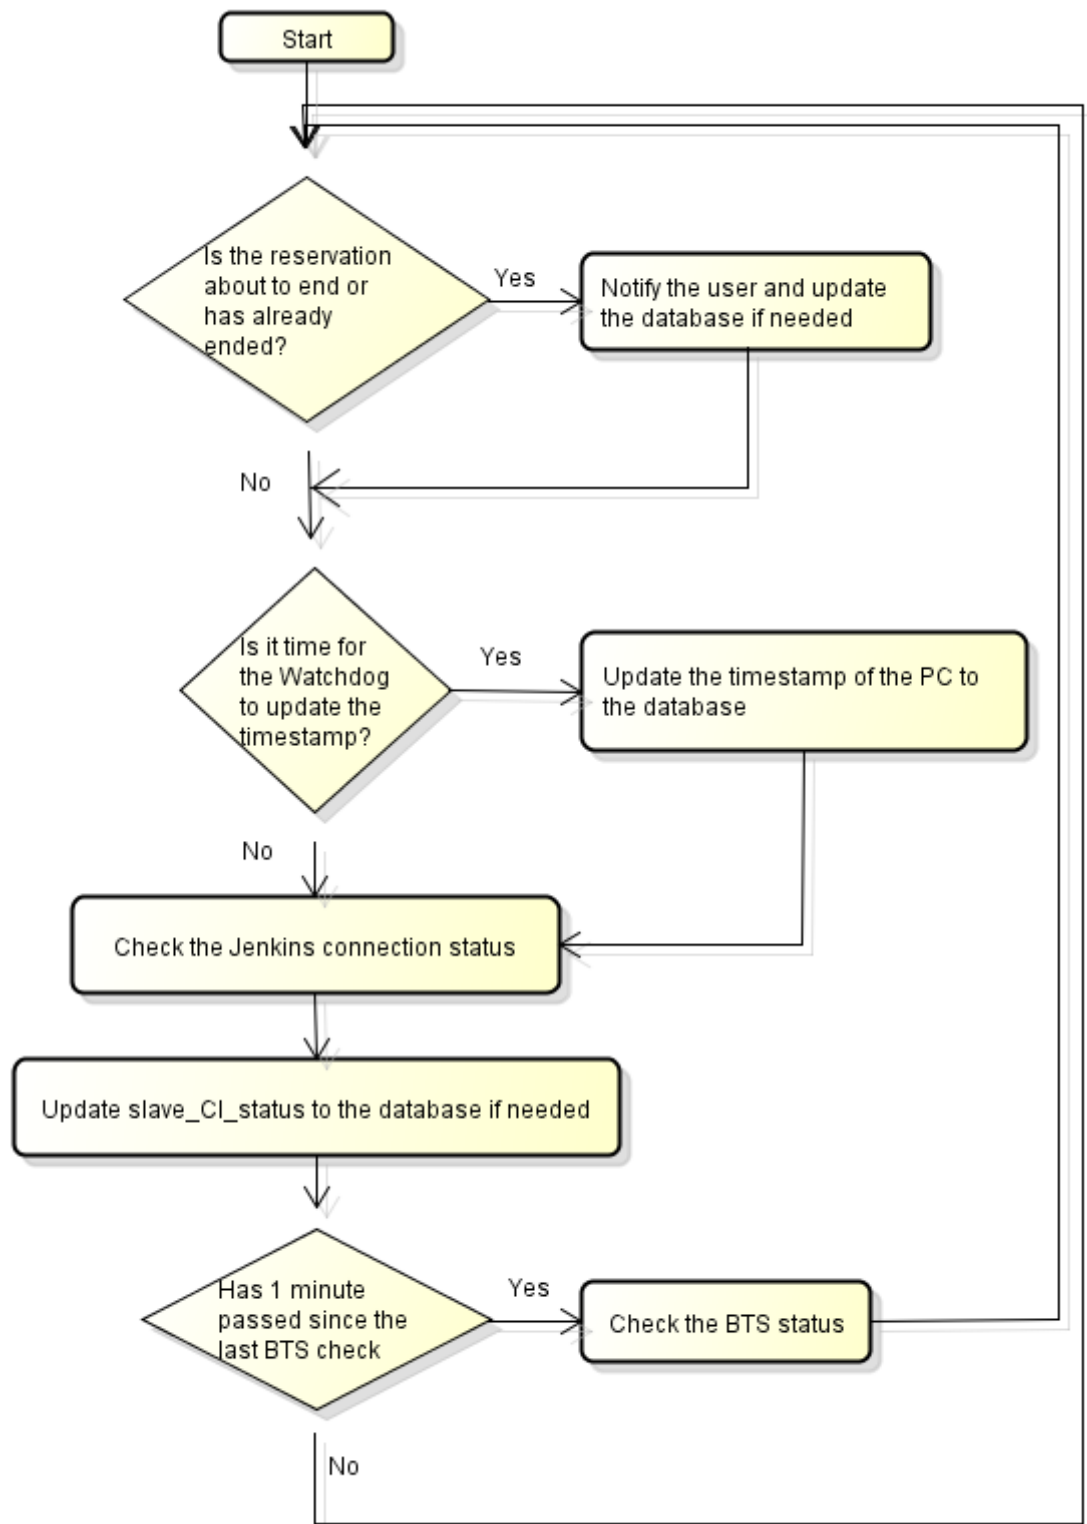 Start
Is the reservation
about to end or
has already
ended?
Yes
Notify the user and update
the database if needed
No
Is it time for
the Watchdog
to update the
timestamp?
Yes
Update the timestamp of the PC to
the database
No
Check the Jenkins connection status
Update slave_CI_status to the database if needed
Has 1 minute
passed since the
last BTS check
Yes
Check the BTS status
No